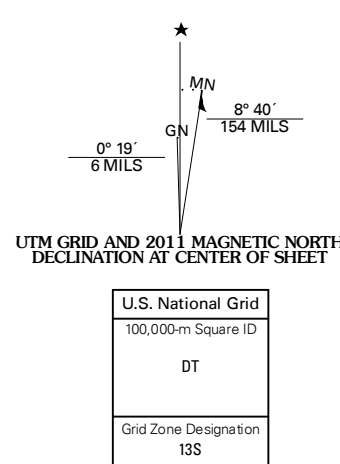 MN
8° 40´
154 MILS
GN
0° 19´
6 MILS
UTM GRID AND 2011 MAGNETIC NORTH
DECLINATION AT CENTER OF SHEET
U.S. National Grid
100,000-m Square ID
DT
Grid Zone Designation
13S